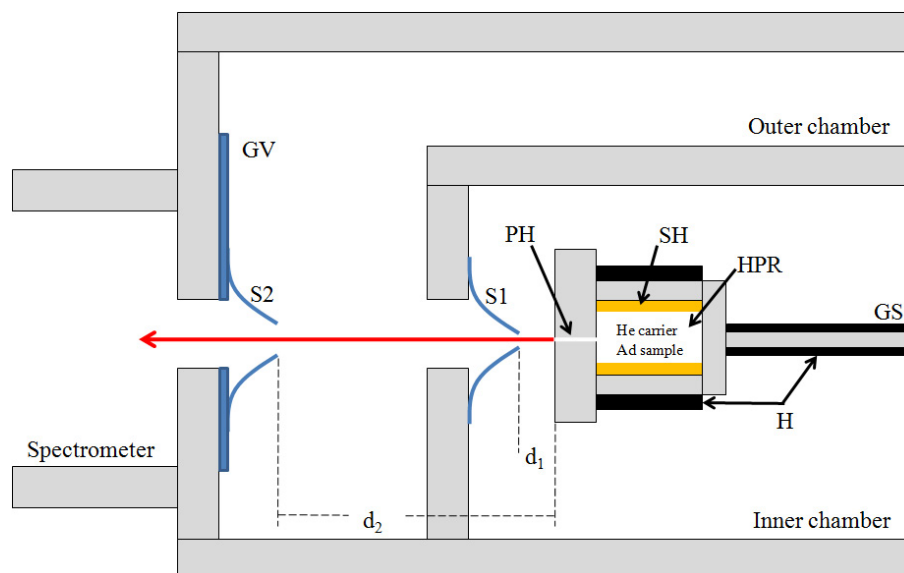 Outer chamber
GV
PH
SH
HPR
S2
S1
GS
He carrier
Ad sample
H
Spectrometer
d1
d2
Inner chamber